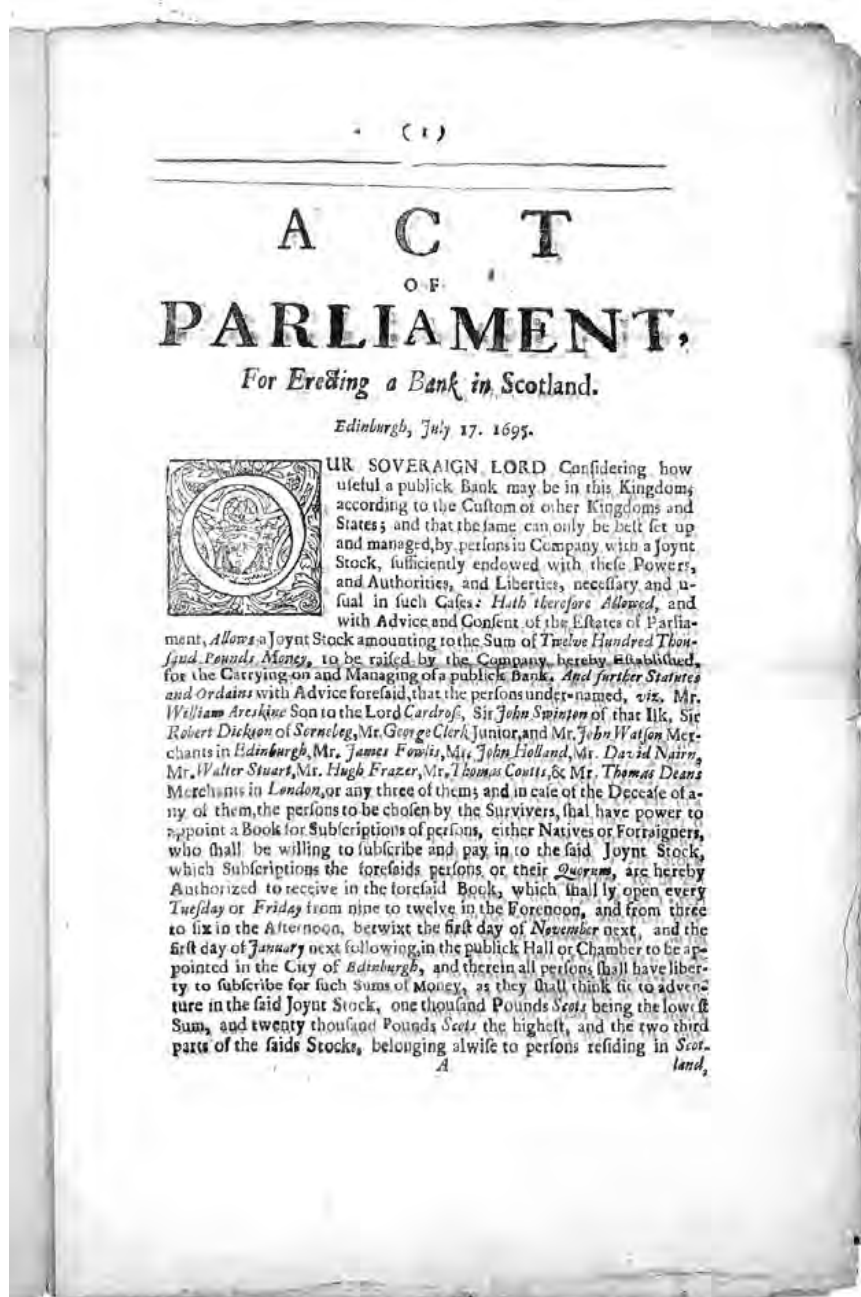 (1)
ACT
OF
PARLIAMENT,
For Erecting a Bank in Scotland.
Edinburgh, July 17. 1695.
OUR SOVERAIGN LORD Conſidering how
uſeful a publick Bank may be in this Kingdom,
according to the Cuſtom of other Kingdoms and
States; and that the ſame can only be beſt ſet up
and managed,by perſons in Company with a Joynt
Stock, ſufficiently endowed with theſe Powers,
and Authorities, and Liberties, neceſſary and u-
ſual in ſuch Caſes: Hath therefore Allowed, and
with Advice and Conſent of the Eſtates of Parlia-
ment, Allows a Joynt Stock amounting to the Sum of Twelve Hundred Thou-
ſand Pounds Money, to be raiſed by the Company hereby Eſtabliſhed,
for the Carrying on and Managing of a publick Bank. And further Statutes
and Ordains with Advice foreſaid,that the perſons under-named, viz. Mr.
William Areskine Son to the Lord Cardroſs, Sir John Swinton of that Ilk, Sir
Robert Dickson of Sornebeg,Mr.George Clerk Junior,and Mr.John Watſon Mer-
chants in Edinburgh,Mr. James Fowlis,Mr. John Holland,Mr. David Nairn,
Mr.Walter Stuart,Mr. Hugh Frazer,Mr.Thomas Coutts,& Mr. Thomas Deans
Merchants in London,or any three of them; and in caſe of the Deceaſe of a-
ny of them,the perſons to be choſen by the Survivers, ſhal have power to
appoint a Book for Subſcriptions of perſons, either Natives or Forraigners,
who ſhall be willing to ſubſcribe and pay in to the ſaid Joynt Stock,
which Subſcriptions the foreſaids perſons or their Quorum, are hereby
Authorized to receive in the foreſaid Book, which ſhall ly open every
Tueſday or Friday from nine to twelve in the Forenoon, and from three
to ſix in the Afternoon, betwixt the firſt day of November next, and the
firſt day of January next following,in the publick Hall or Chamber to be ap-
pointed in the City of Edinburgh, and therein all perſons ſhall have liber-
ty to ſubſcribe for ſuch Sums of Money, as they ſhall think fit to adven-
ture in the ſaid Joynt Stock, one thouſand Pounds Scots being the loweſt
Sum, and twenty thouſand Pounds Scots the higheſt, and the two third
parts of the ſaids Stocks, belonging alwiſe to perſons reſiding in Scot-
A land,